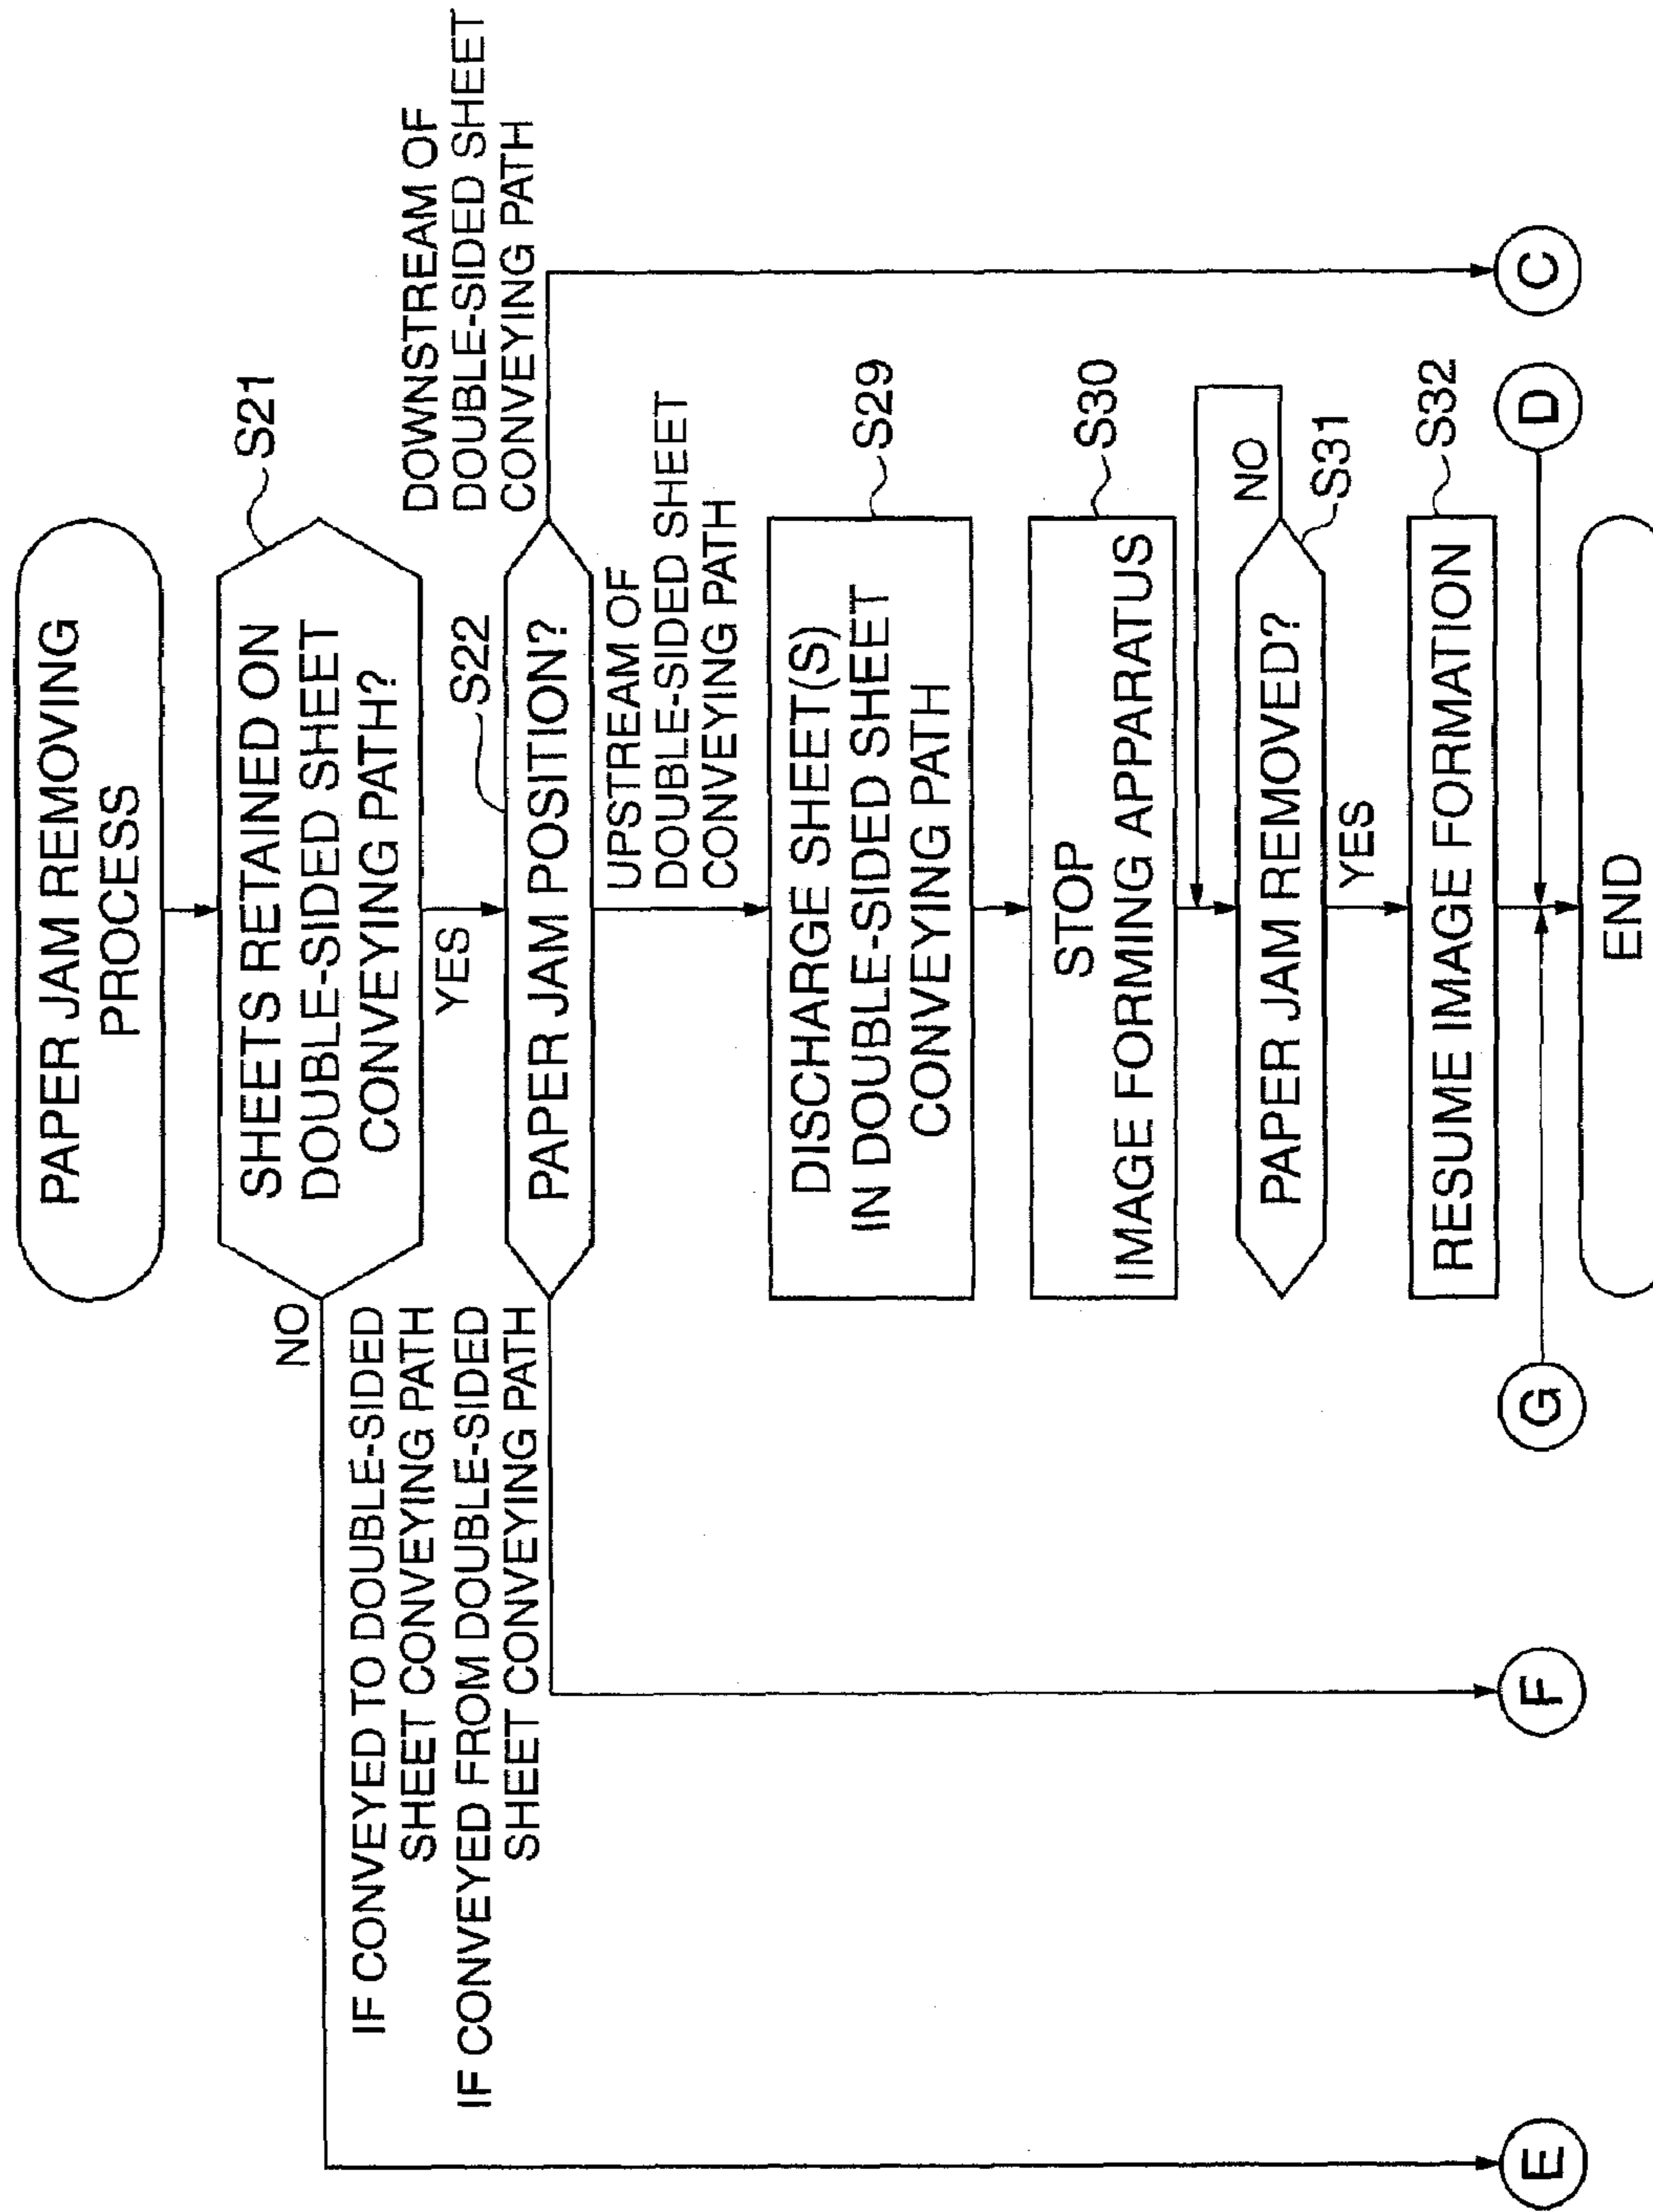 PAPER JAM REMOVING
PROCESS
S21
SHEETS RETAINED ON
DOUBLE-SIDED SHEET
CONVEYING PATH?
NO
YES
IF CONVEYED TO DOUBLE-SIDED
SHEET CONVEYING PATH
IF CONVEYED FROM DOUBLE-SIDED
SHEET CONVEYING PATH
S22
PAPER JAM POSITION?
DOWNSTREAM OF
DOUBLE-SIDED SHEET
CONVEYING PATH
UPSTREAM OF
DOUBLE-SIDED SHEET
CONVEYING PATH
S29
DISCHARGE SHEET(S)
IN DOUBLE-SIDED SHEET
CONVEYING PATH
S30
STOP
IMAGE FORMING APPARATUS
NO
PAPER JAM REMOVED?
S31
YES
S32
RESUME IMAGE FORMATION
E
F
G
D
C
END